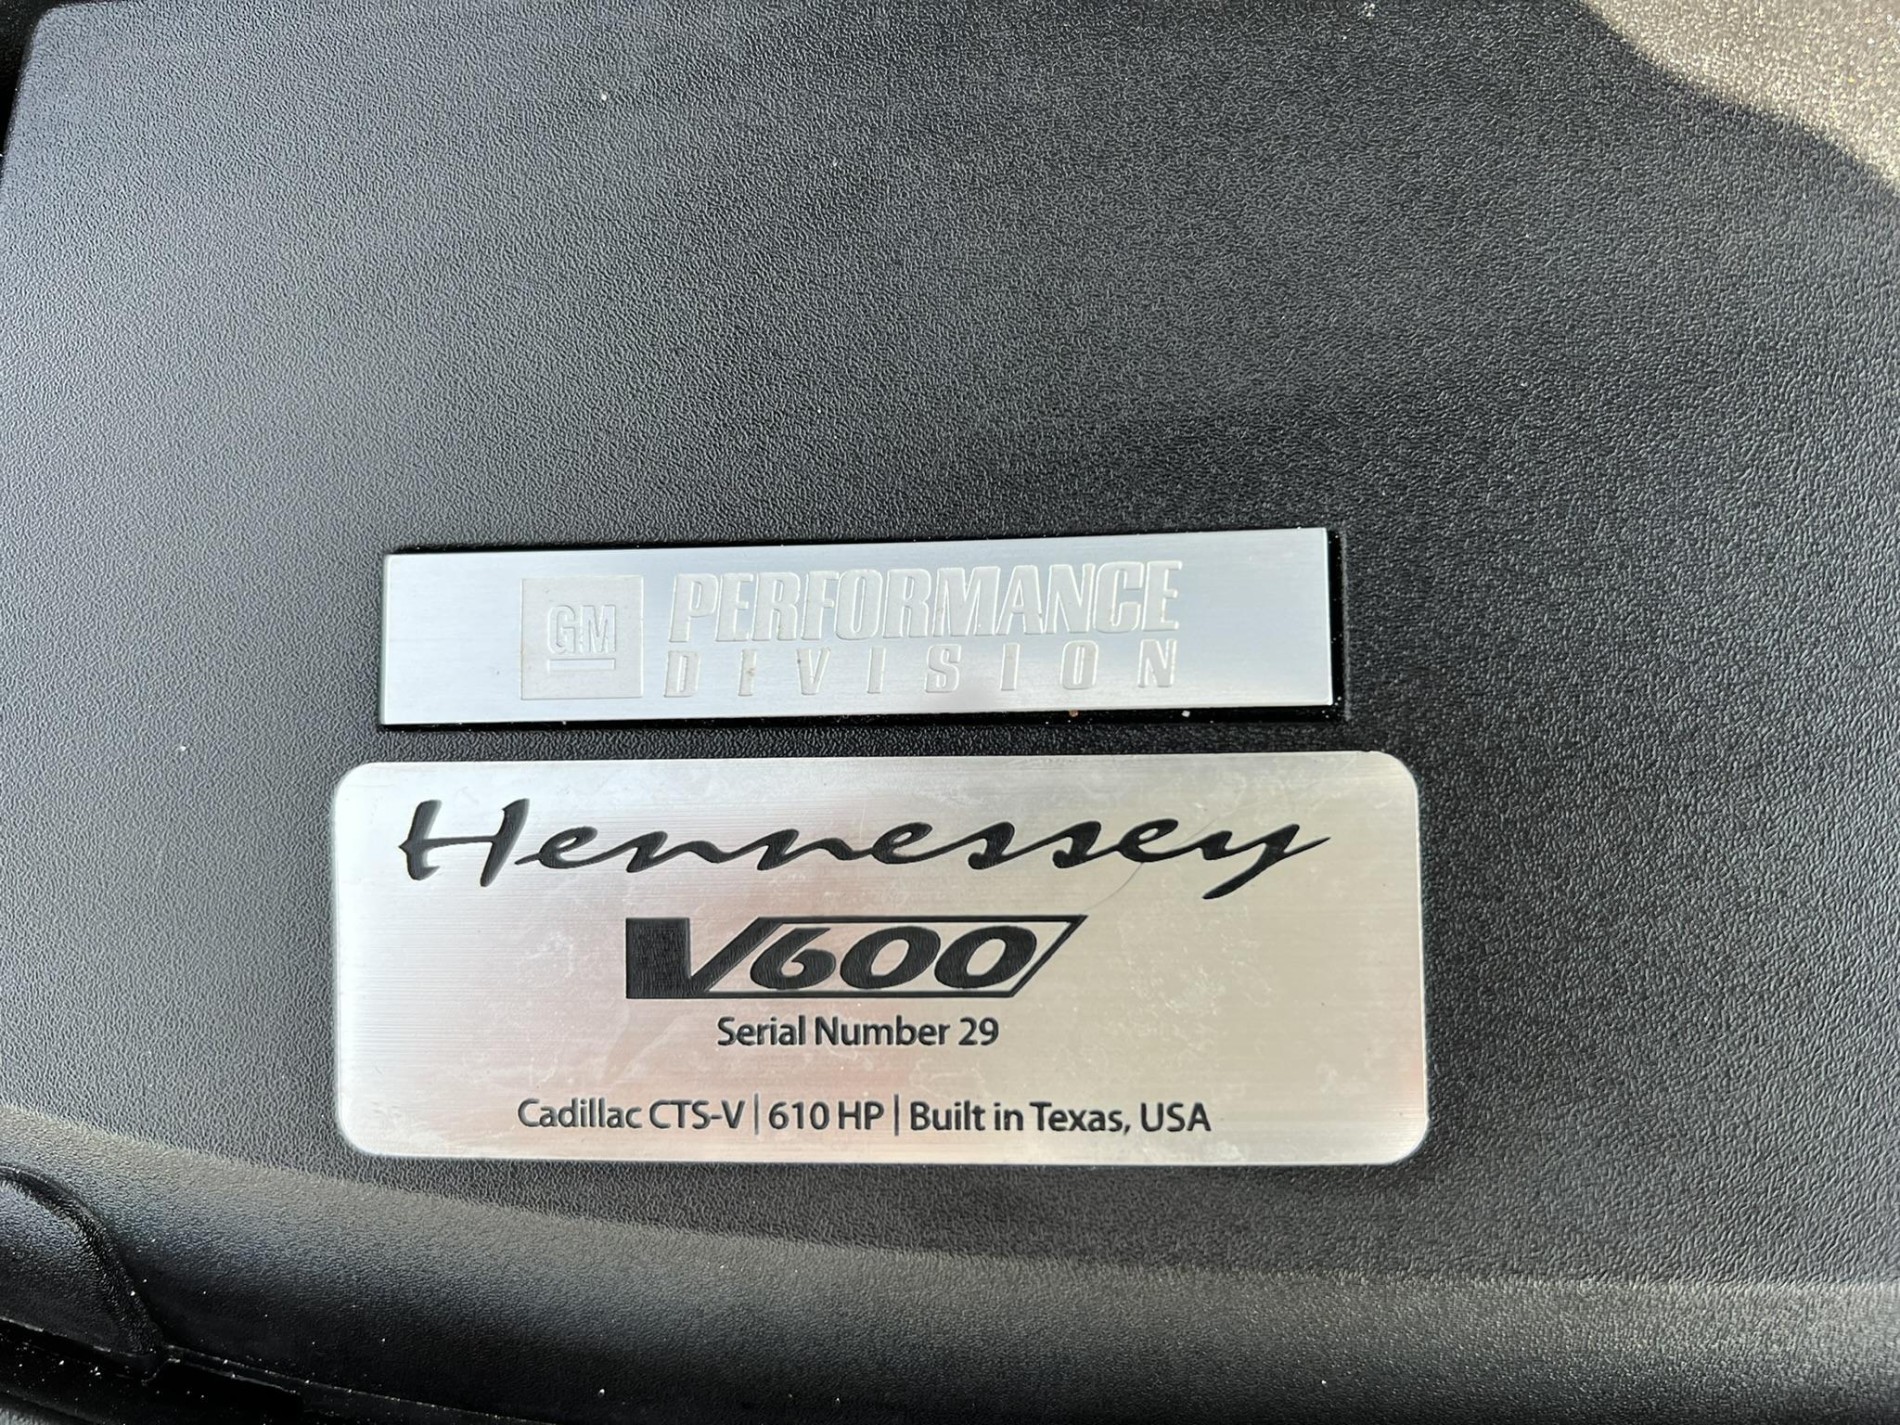 GM PERFORMANCE
DIVISION
Hennessey
V600
Serial Number 29
Cadillac CTS-V | 610 HP | Built in Texas, USA